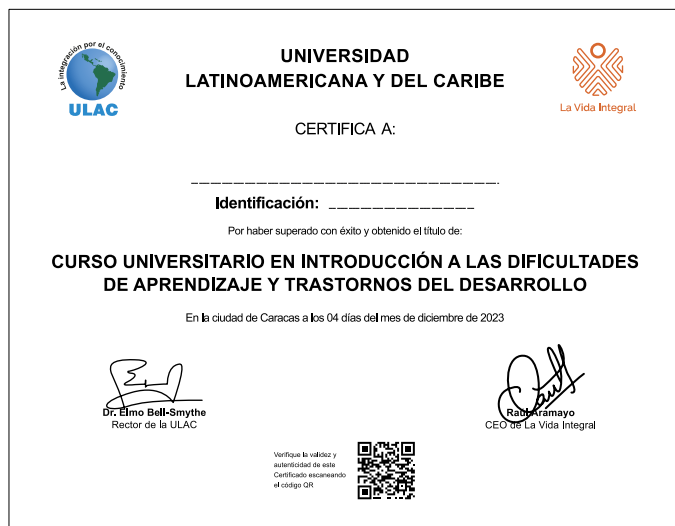 La integración por el conocimiento
ULAC
UNIVERSIDAD
LATINOAMERICANA Y DEL CARIBE
La Vida Integral
CERTIFICA A:
Identificación:
Por haber superado con éxito y obtenido el título de:
CURSO UNIVERSITARIO EN INTRODUCCIÓN A LAS DIFICULTADES
DE APRENDIZAJE Y TRASTORNOS DEL DESARROLLO
En la ciudad de Caracas a los 04 días del mes de diciembre de 2023
Dr. Elmo Bell-Smythe
Rector de la ULAC
Raúl Aramayo
CEO de La Vida Integral
Verifique la validez y
autenticidad de este
Certificado escaneando
el código QR